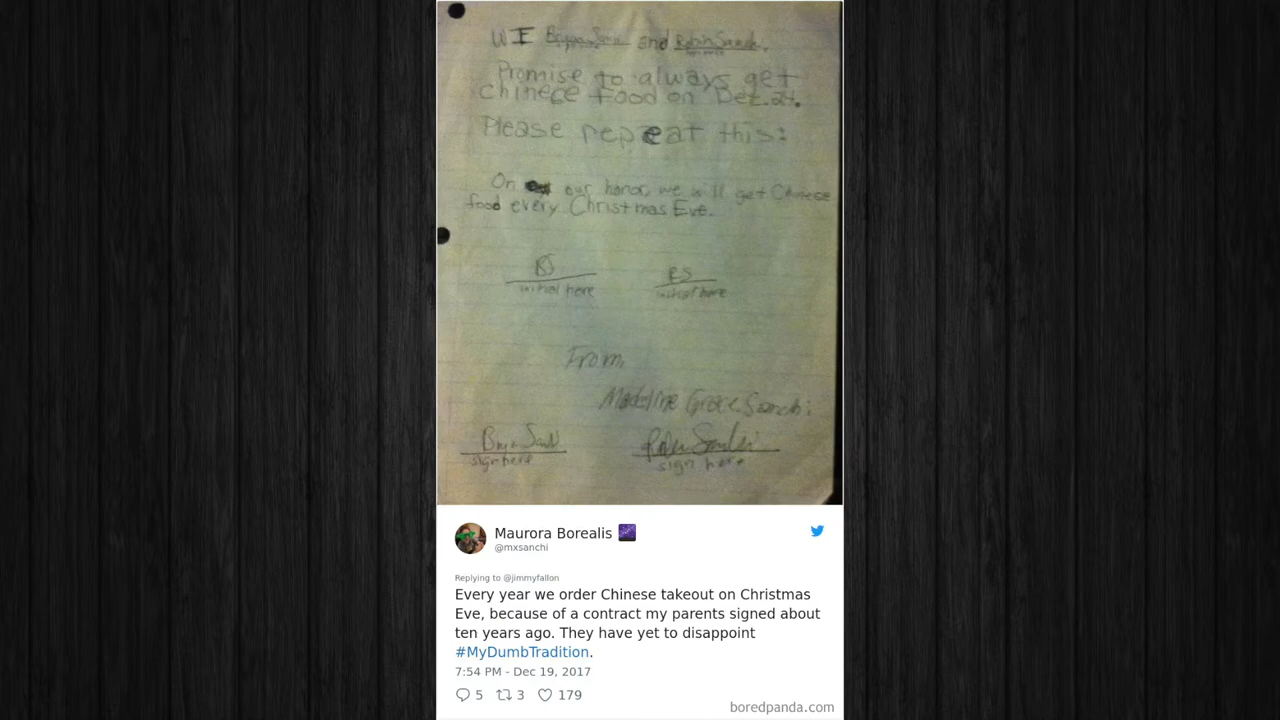 WI Bryan Sanc and Robin Sanchi,
Promise to always get
chinece food on Dec. 24.
Please repeat this:
On our honor, we will get Chinese
food every Christmas Eve.
BS RS
initial here initial here
From,
Madeline Grace Sanchi
sign here sign here
Maurora Borealis
@mxsanchi
Replying to @jimmyfallon
Every year we order Chinese takeout on Christmas
Eve, because of a contract my parents signed about
ten years ago. They have yet to disappoint
#MyDumbTradition.
7:54 PM - Dec 19, 2017
5 3 179
boredpanda.com